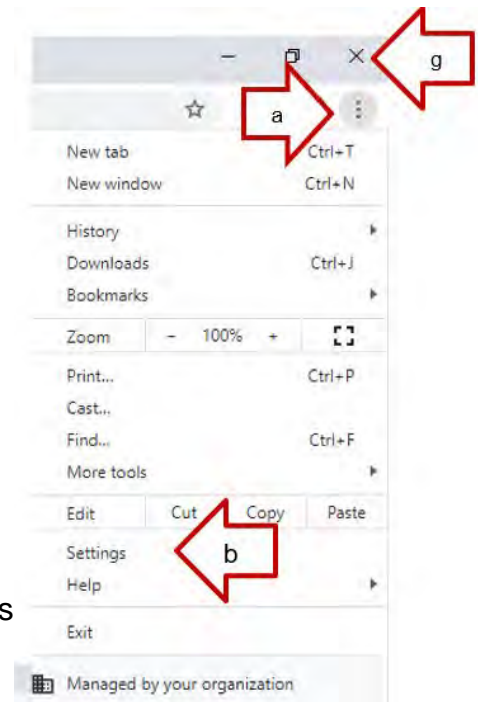 g
a
New tab Ctrl+T
New window Ctrl+N
History
Downloads Ctrl+J
Bookmarks
Zoom - 100% +
Print... Ctrl+P
Cast...
Find... Ctrl+F
More tools
Edit Cut Copy Paste
Settings b
Help
s
Exit
Managed by your organization